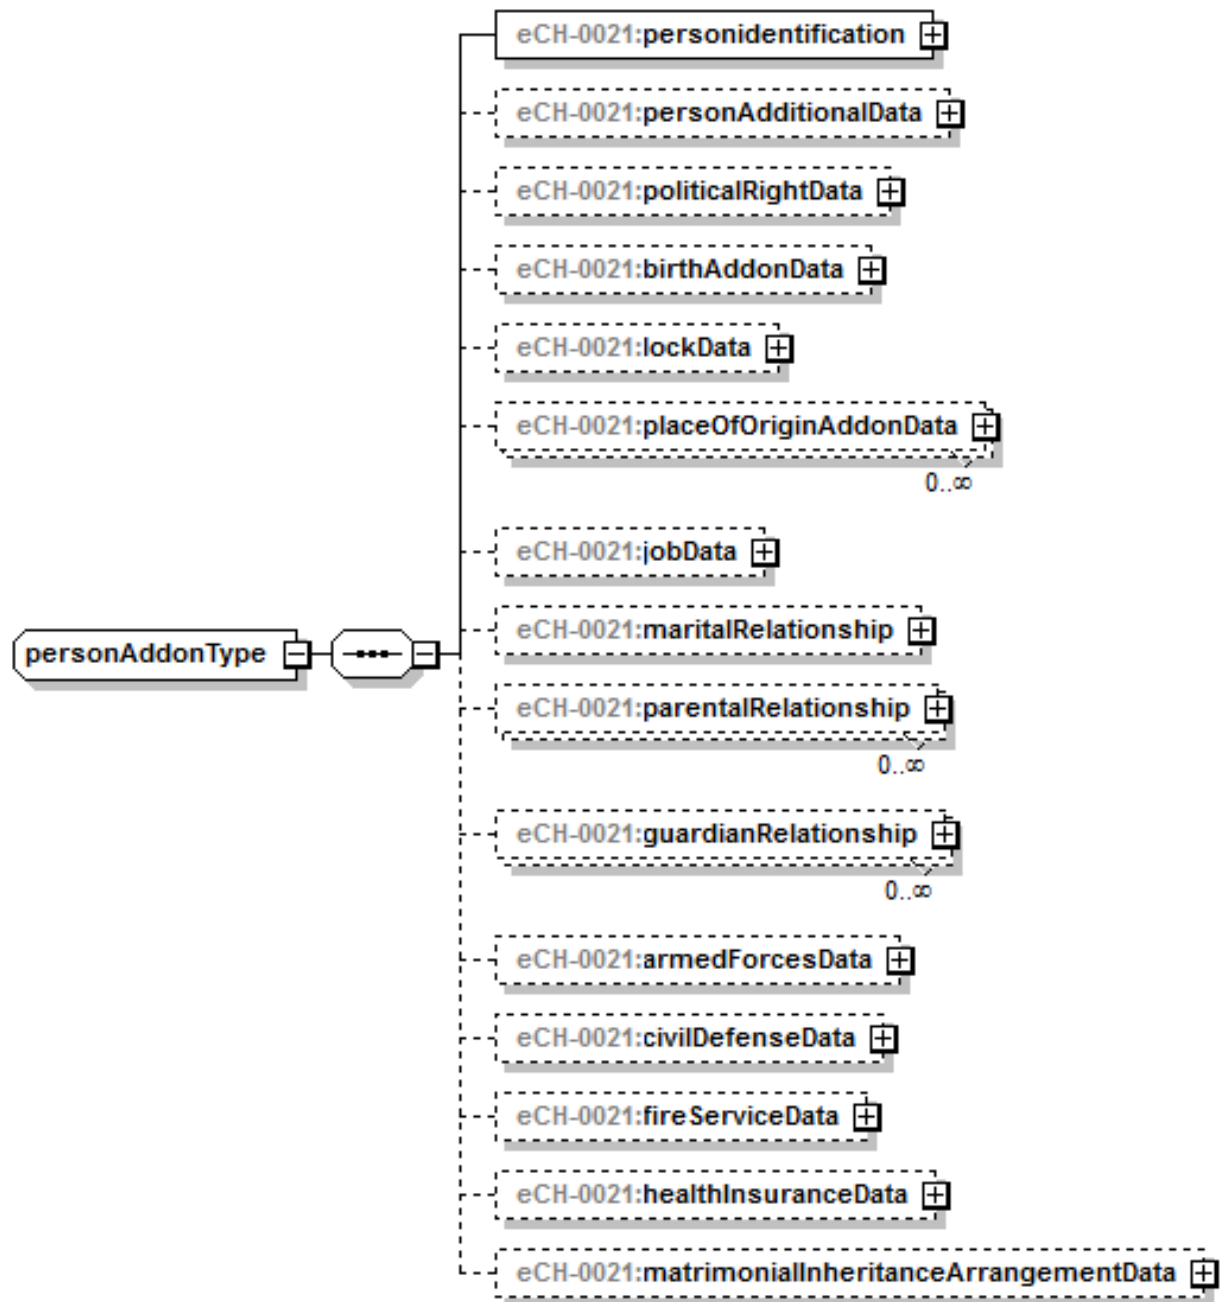 eCH-0021:personidentification
eCH-0021:personAdditionalData
eCH-0021:politicalRightData
eCH-0021:birthAddonData
eCH-0021:lockData
eCH-0021:placeOfOriginAddonData
0..∞
eCH-0021:jobData
eCH-0021:maritalRelationship
personAddonType
eCH-0021:parentalRelationship
0..∞
eCH-0021:guardianRelationship
0..∞
eCH-0021:armedForcesData
eCH-0021:civilDefenseData
eCH-0021:fireServiceData
eCH-0021:healthInsuranceData
eCH-0021:matrimonialInheritanceArrangementData